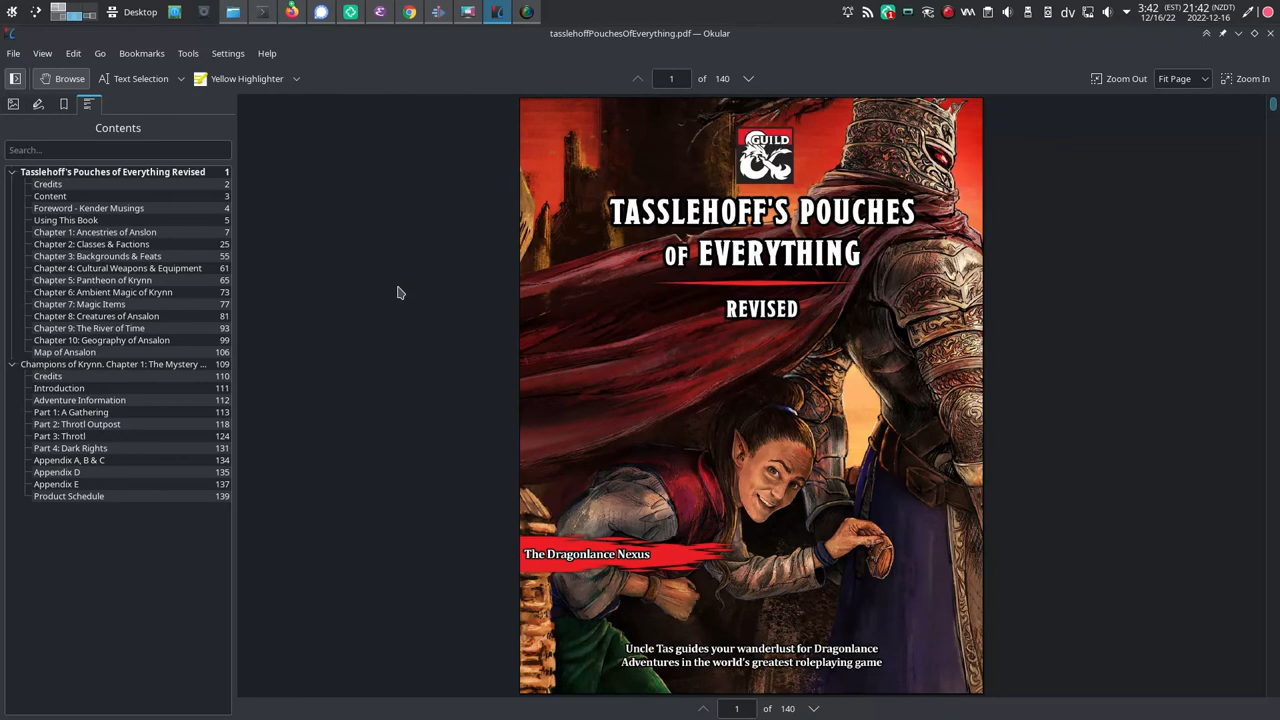 Desktop
dv
3:42 (EST) 21:42 (NZDT)
12/16/22 2022-12-16
tasslehoffPouchesOfEverything.pdf — Okular
File View Edit Go Bookmarks Tools Settings Help
Browse Text Selection Yellow Highlighter 1 of 140 Zoom Out Fit Page Zoom In
Contents
Search...
Tasslehoff's Pouches of Everything Revised 1
Credits 2
Content 3
Foreword - Kender Musings 4
Using This Book 5
Chapter 1: Ancestries of Anslon 7
Chapter 2: Classes & Factions 25
Chapter 3: Backgrounds & Feats 55
Chapter 4: Cultural Weapons & Equipment 61
Chapter 5: Pantheon of Krynn 65
Chapter 6: Ambient Magic of Krynn 73
Chapter 7: Magic Items 77
Chapter 8: Creatures of Ansalon 81
Chapter 9: The River of Time 93
Chapter 10: Geography of Ansalon 99
Map of Ansalon 106
Champions of Krynn. Chapter 1: The Mystery ... 109
Credits 110
Introduction 111
Adventure Information 112
Part 1: A Gathering 113
Part 2: Throtl Outpost 118
Part 3: Throtl 124
Part 4: Dark Rights 131
Appendix A, B & C 134
Appendix D 135
Appendix E 137
Product Schedule 139
GUILD
TASSLEHOFF'S POUCHES
OF EVERYTHING
REVISED
The Dragonlance Nexus
Uncle Tas guides your wanderlust for Dragonlance
Adventures in the world's greatest roleplaying game
1 of 140